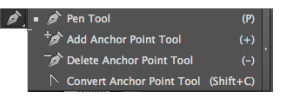 Pen Tool (P)
Add Anchor Point Tool (+)
Delete Anchor Point Tool (-)
Convert Anchor Point Tool (Shift+C)